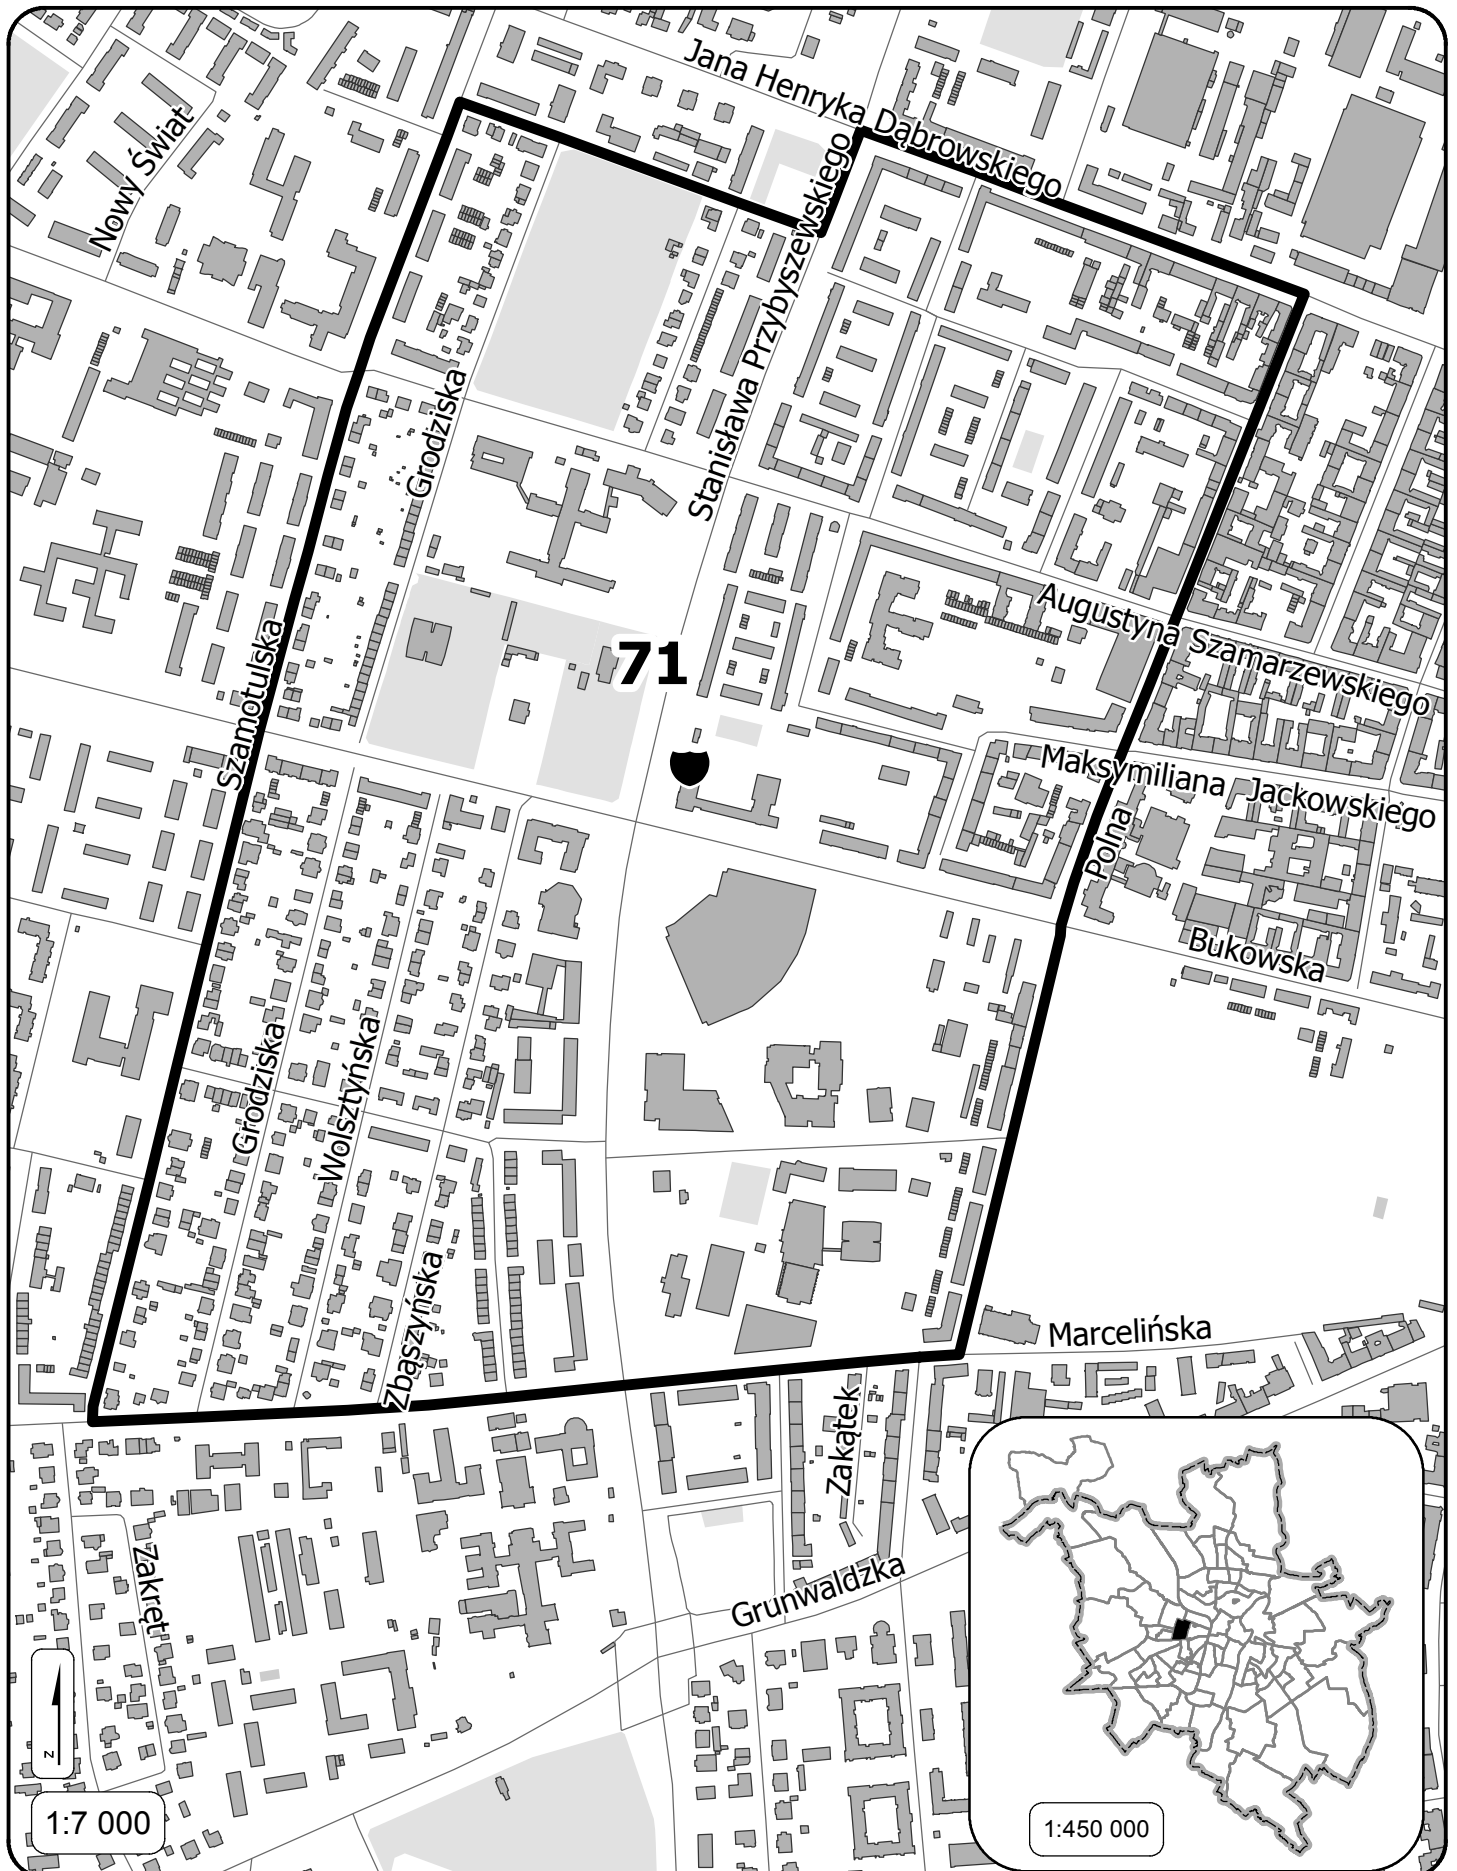 Jana Henryka Dąbrowskiego
Nowy Świat
Stanisława Przybyszewskiego
Grodziska
Augustyna Szamarzewskiego
71
Szamotulska
Maksymiliana Jackowskiego
Polna
Bukowska
Grodziska
Wolsztyńska
Zbąszyńska
Marcelińska
Zakątek
Zakręt
Grunwaldzka
N
1:7 000
1:450 000